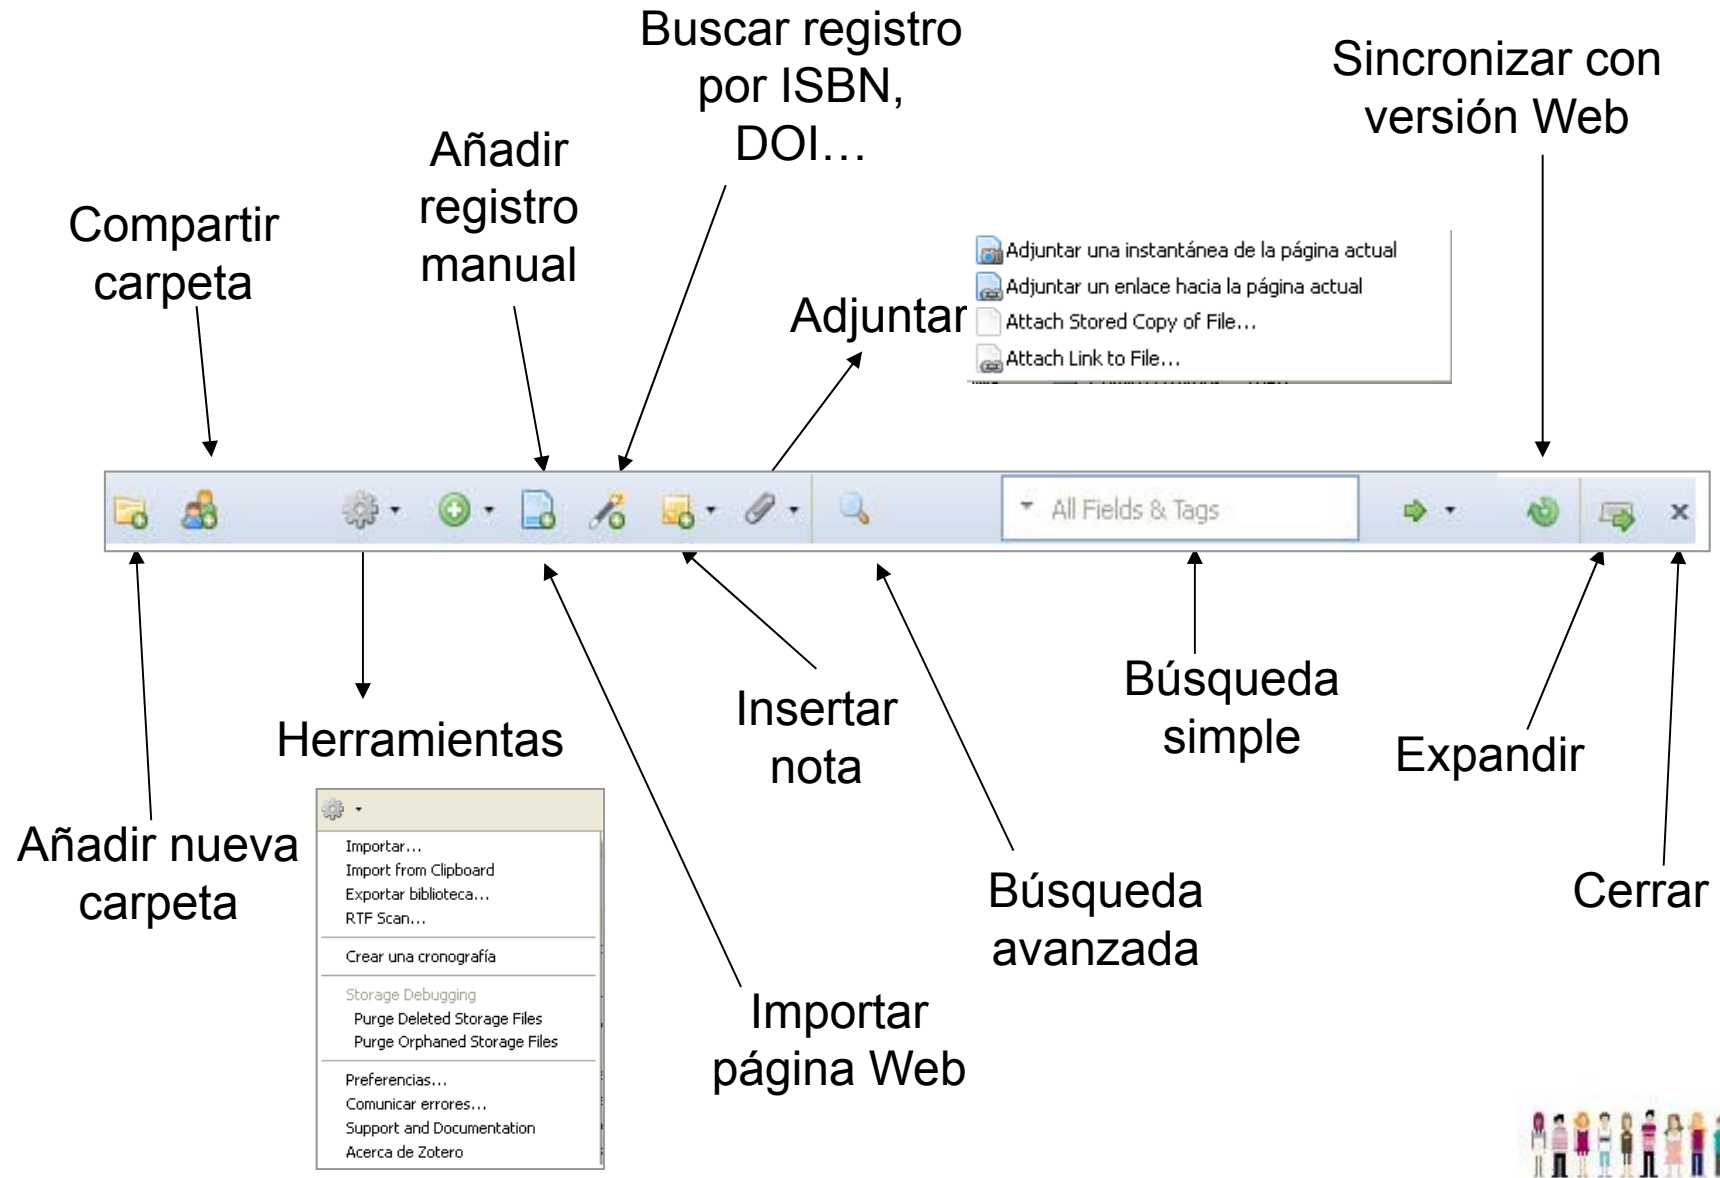 Buscar registro
por ISBN,
DOI…
Sincronizar con
versión Web
Añadir
registro
manual
Compartir
carpeta
Adjuntar
Adjuntar una instantánea de la página actual
Adjuntar un enlace hacia la página actual
Attach Stored Copy of File...
Attach Link to File...
All Fields & Tags
x
Herramientas
Insertar
nota
Búsqueda
simple
Expandir
Añadir nueva
carpeta
Importar...
Import from Clipboard
Exportar biblioteca...
RTF Scan...
Crear una cronografía
Storage Debugging
Purge Deleted Storage Files
Purge Orphaned Storage Files
Preferencias...
Comunicar errores...
Support and Documentation
Acerca de Zotero
Búsqueda
avanzada
Cerrar
Importar
página Web